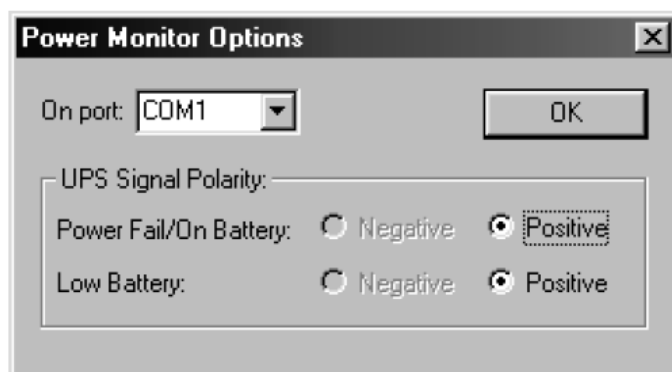 Power Monitor Options
On port: COM1 OK
UPS Signal Polarity:
Power Fail/On Battery: Negative Positive
Low Battery: Negative Positive